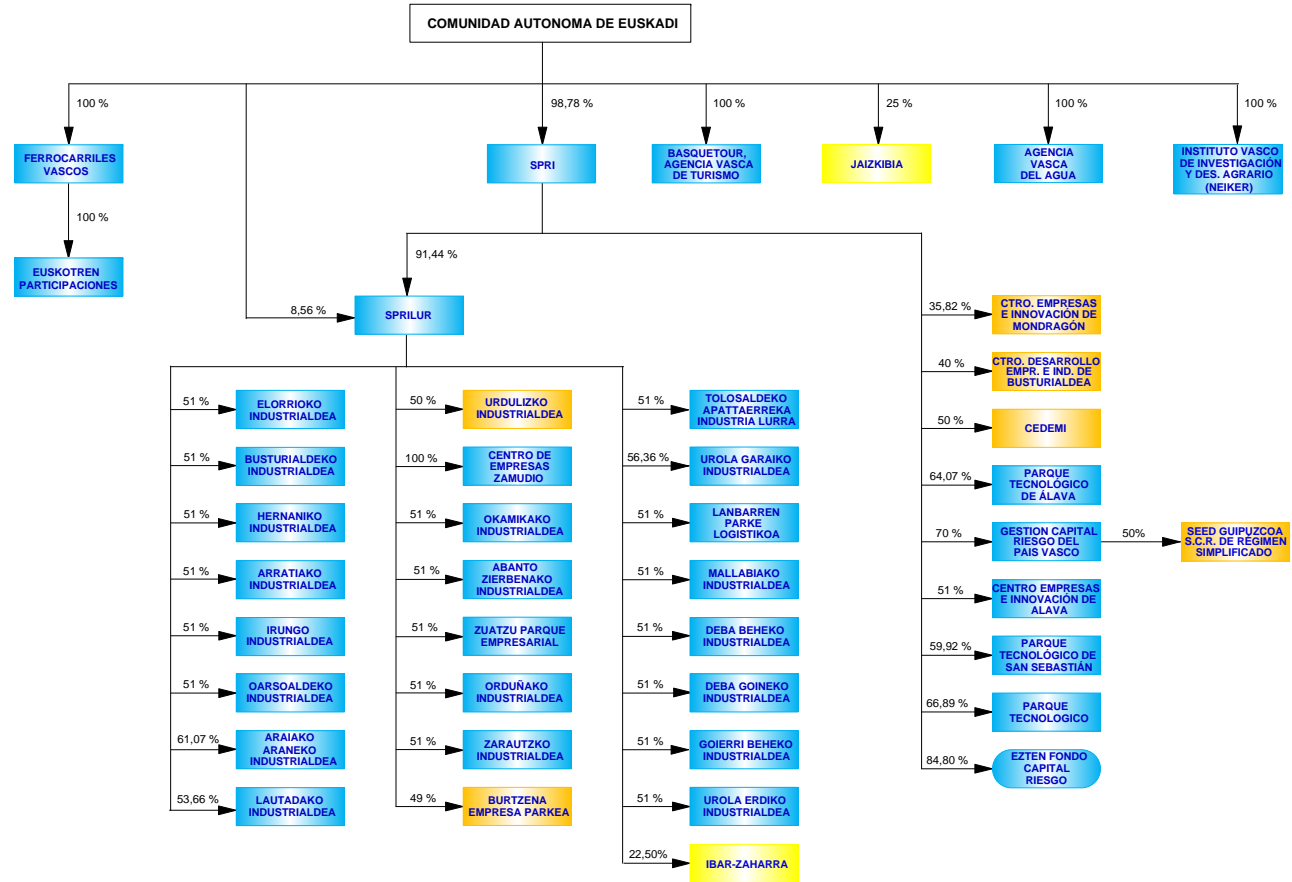 COMUNIDAD AUTONOMA DE EUSKADI
100 %
98,78 %
100 %
25 %
100 %
100 %
FERROCARRILES
VASCOS
SPRI
BASQUETOUR,
AGENCIA VASCA
DE TURISMO
JAIZKIBIA
AGENCIA
VASCA
DEL AGUA
INSTITUTO VASCO
DE INVESTIGACIÓN
Y DES. AGRARIO
(NEIKER)
100 %
EUSKOTREN
PARTICIPACIONES
91,44 %
8,56 %
SPRILUR
51 %
ELORRIOKO
INDUSTRIALDEA
51 %
BUSTURIALDEKO
INDUSTRIALDEA
51 %
HERNANIKO
INDUSTRIALDEA
51 %
ARRATIAKO
INDUSTRIALDEA
51 %
IRUNGO
INDUSTRIALDEA
51 %
OARSOALDEKO
INDUSTRIALDEA
61,07 %
ARAIAKO
ARANEKO
INDUSTRIALDEA
53,66 %
LAUTADAKO
INDUSTRIALDEA
50 %
URDULIZKO
INDUSTRIALDEA
100 %
CENTRO DE
EMPRESAS
ZAMUDIO
51 %
OKAMIKAKO
INDUSTRIALDEA
51 %
ABANTO
ZIERBENAKO
INDUSTRIALDEA
51 %
ZUATZU PARQUE
EMPRESARIAL
51 %
ORDUÑAKO
INDUSTRIALDEA
51 %
ZARAUTZKO
INDUSTRIALDEA
49 %
BURTZENA
EMPRESA PARKEA
51 %
TOLOSALDEKO
APATTAERREKA
INDUSTRIA LURRA
56,36 %
UROLA GARAIKO
INDUSTRIALDEA
51 %
LANBARREN
PARKE
LOGISTIKOA
51 %
MALLABIAKO
INDUSTRIALDEA
51 %
DEBA BEHEKO
INDUSTRIALDEA
51 %
DEBA GOINEKO
INDUSTRIALDEA
51 %
GOIERRI BEHEKO
INDUSTRIALDEA
51 %
UROLA ERDIKO
INDUSTRIALDEA
22,50%
IBAR-ZAHARRA
35,82 %
CTRO. EMPRESAS
E INNOVACIÓN DE
MONDRAGÓN
40 %
CTRO. DESARROLLO
EMPR. E IND. DE
BUSTURIALDEA
50 %
CEDEMI
64,07 %
PARQUE
TECNOLÓGICO
DE ÁLAVA
70 %
GESTION CAPITAL
RIESGO DEL
PAIS VASCO
50%
SEED GUIPUZCOA
S.C.R. DE RÉGIMEN
SIMPLIFICADO
51 %
CENTRO EMPRESAS
E INNOVACIÓN DE
ALAVA
59,92 %
PARQUE
TECNOLÓGICO DE
SAN SEBASTIÁN
66,89 %
PARQUE
TECNOLOGICO
84,80 %
EZTEN FONDO
CAPITAL
RIESGO